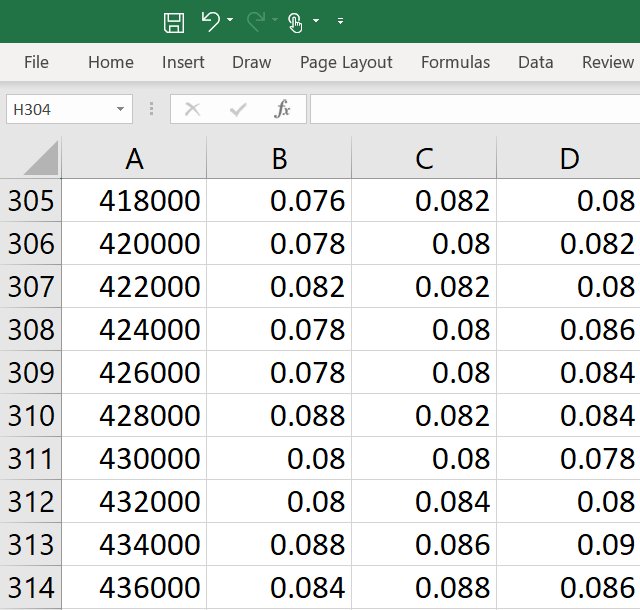 File Home Insert Draw Page Layout Formulas Data Review
H304 fx
A B C D
305 418000 0.076 0.082 0.08
306 420000 0.078 0.08 0.082
307 422000 0.082 0.082 0.08
308 424000 0.078 0.08 0.086
309 426000 0.078 0.08 0.084
310 428000 0.088 0.082 0.084
311 430000 0.08 0.08 0.078
312 432000 0.08 0.084 0.08
313 434000 0.088 0.086 0.09
314 436000 0.084 0.088 0.086